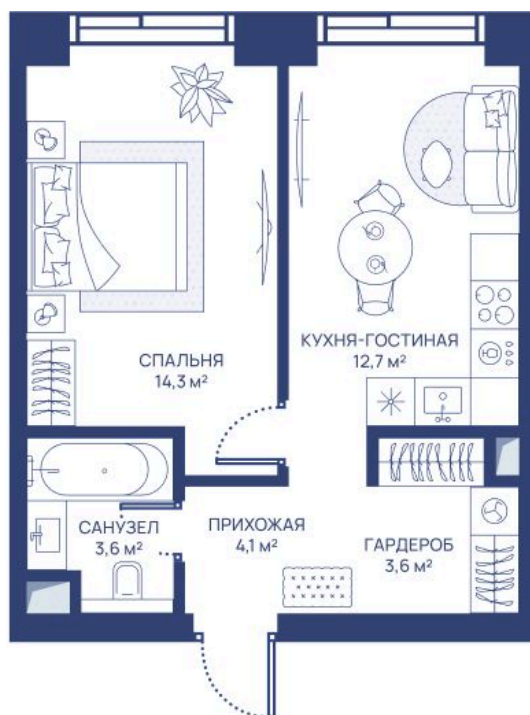 СПАЛЬНЯ
14,3 м²
КУХНЯ-ГОСТИНАЯ
12,7 м²
САНУЗЕЛ
3,6 м²
ПРИХОЖАЯ
4,1 м²
ГАРДЕРОБ
3,6 м²